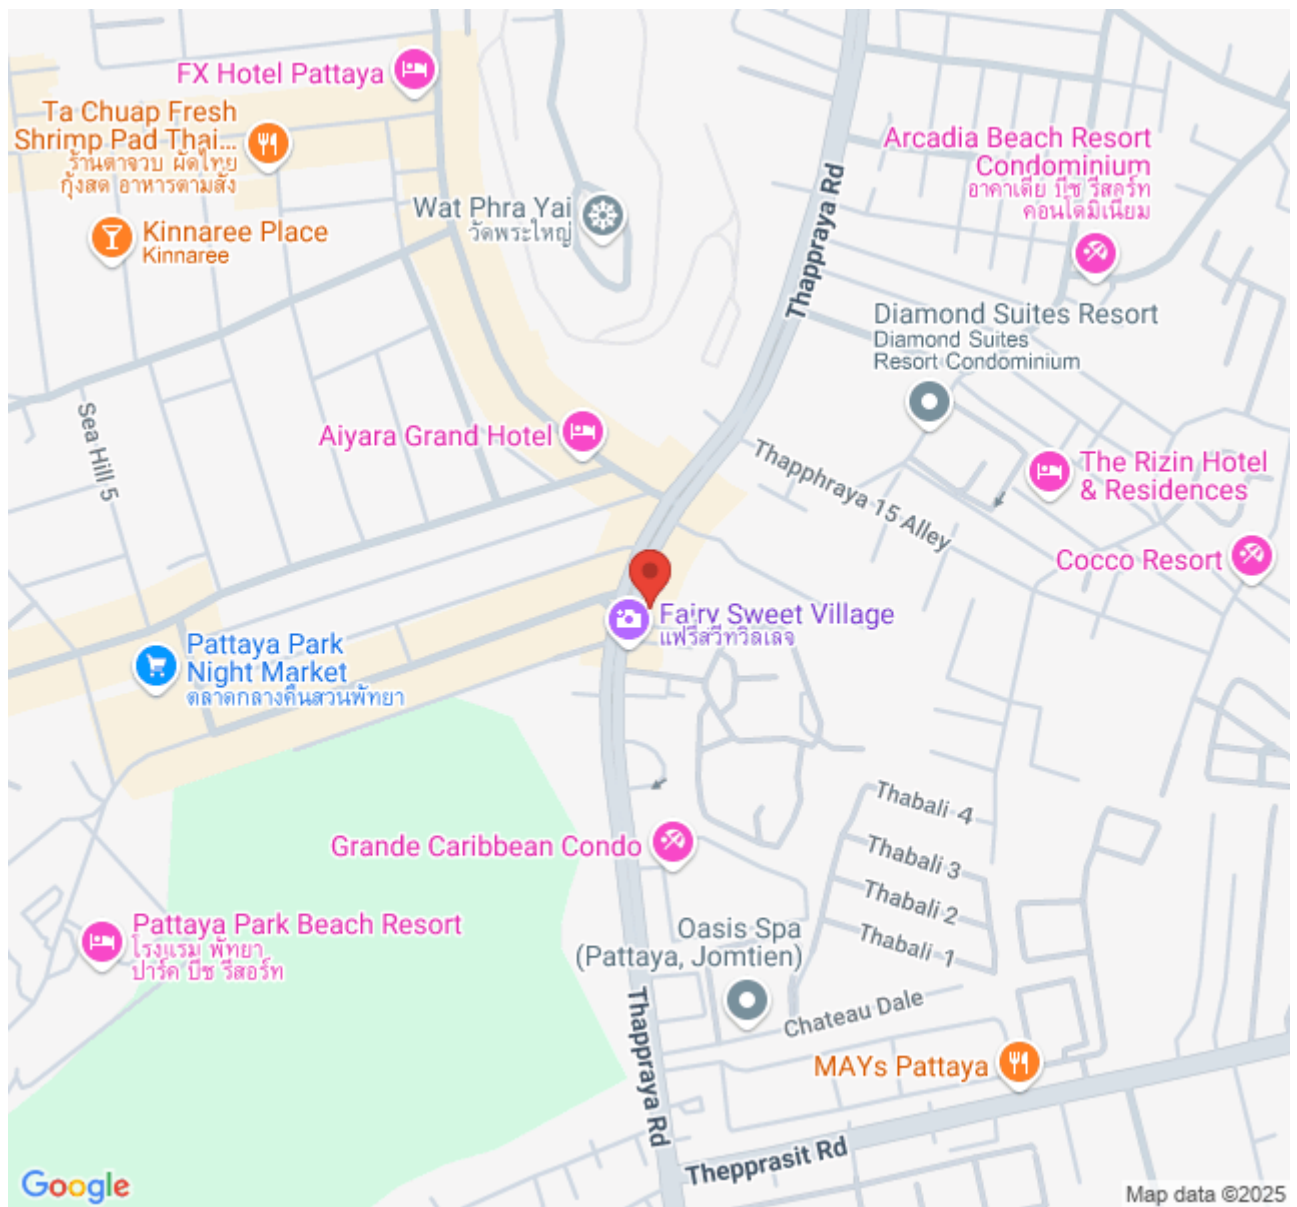 FX Hotel Pattaya
Ta Chuap Fresh
Shrimp Pad Thai...
ร้านตาจวบ ผัดไทย
กุ้งสด อาหารตามสั่ง
Kinnaree Place
Kinnaree
Wat Phra Yai
วัดพระใหญ่
Thappraya Rd
Arcadia Beach Resort
Condominium
อาคาเดีย บีช รีสอร์ท
คอนโดมิเนียม
Diamond Suites Resort
Diamond Suites
Resort Condominium
Sea Hill 5
Aiyara Grand Hotel
Thapphraya 15 Alley
The Rizin Hotel
& Residences
Cocco Resort
Fairy Sweet Village
แฟรี่สวีทวิลเลจ
Pattaya Park
Night Market
ตลาดกลางคืนสวนพัทยา
Thabali 4
Thabali 3
Thabali 2
Thabali 1
Grande Caribbean Condo
Pattaya Park Beach Resort
โรงแรม พัทยา
ปาร์ค บีช รีสอร์ท
Oasis Spa
(Pattaya, Jomtien)
Chateau Dale
Thappraya Rd
MAYs Pattaya
Thepprasit Rd
Google
Map data ©2025